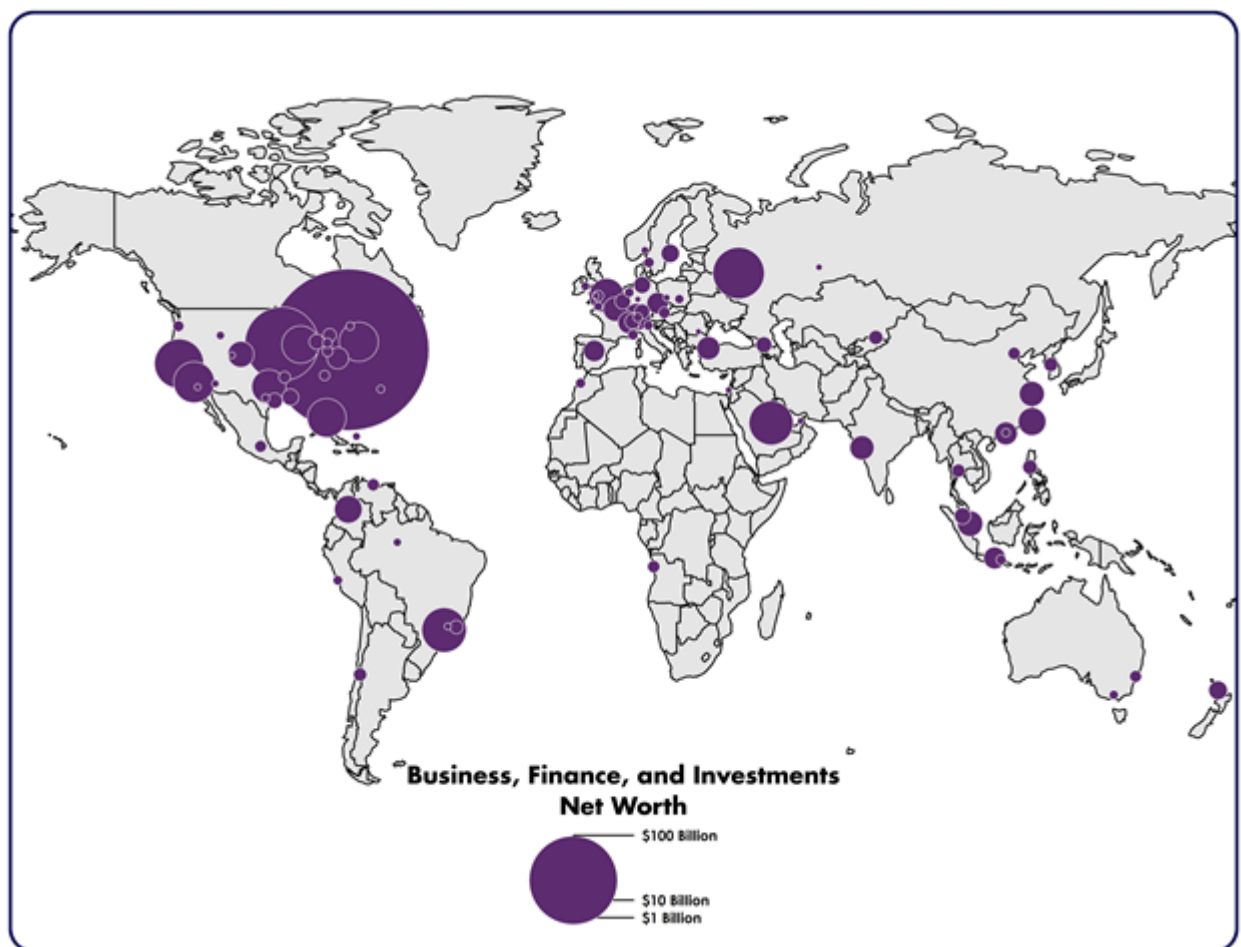 Business, Finance, and Investments
Net Worth
$100 Billion
$10 Billion
$1 Billion